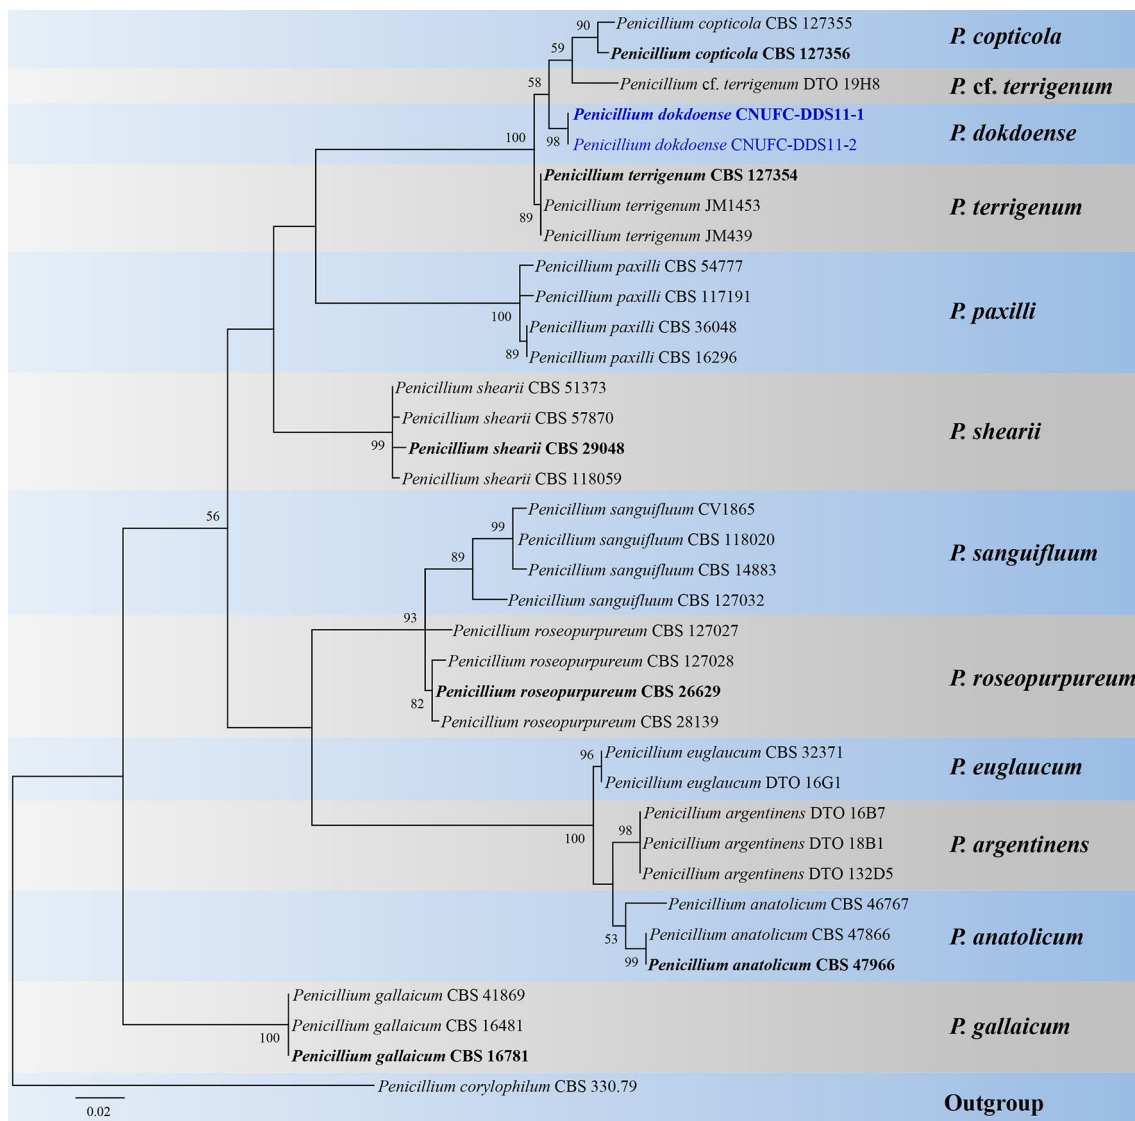 90
Penicillium copticola CBS 127355
P. copticola
59
Penicillium copticola CBS 127356
58
Penicillium cf. terrigenum DTO 19H8
P. cf. terrigenum
Penicillium dokdoense CNUFC-DDS11-1
P. dokdoense
100
98
Penicillium dokdoense CNUFC-DDS11-2
Penicillium terrigenum CBS 127354
Penicillium terrigenum JM1453
P. terrigenum
89
Penicillium terrigenum JM439
Penicillium paxilli CBS 54777
Penicillium paxilli CBS 117191
P. paxilli
100
Penicillium paxilli CBS 36048
89
Penicillium paxilli CBS 16296
Penicillium shearii CBS 51373
Penicillium shearii CBS 57870
P. shearii
99
Penicillium shearii CBS 29048
Penicillium shearii CBS 118059
56
Penicillium sanguifluum CV1865
99
Penicillium sanguifluum CBS 118020
P. sanguifluum
89
Penicillium sanguifluum CBS 14883
Penicillium sanguifluum CBS 127032
93
Penicillium roseopurpureum CBS 127027
Penicillium roseopurpureum CBS 127028
P. roseopurpureum
82
Penicillium roseopurpureum CBS 26629
Penicillium roseopurpureum CBS 28139
96
Penicillium euglaucum CBS 32371
P. euglaucum
Penicillium euglaucum DTO 16G1
Penicillium argentinens DTO 16B7
100
98
Penicillium argentinens DTO 18B1
P. argentinens
Penicillium argentinens DTO 132D5
Penicillium anatolicum CBS 46767
53
Penicillium anatolicum CBS 47866
P. anatolicum
99
Penicillium anatolicum CBS 47966
Penicillium gallaicum CBS 41869
Penicillium gallaicum CBS 16481
P. gallaicum
100
Penicillium gallaicum CBS 16781
Penicillium corylophilum CBS 330.79
Outgroup
0.02